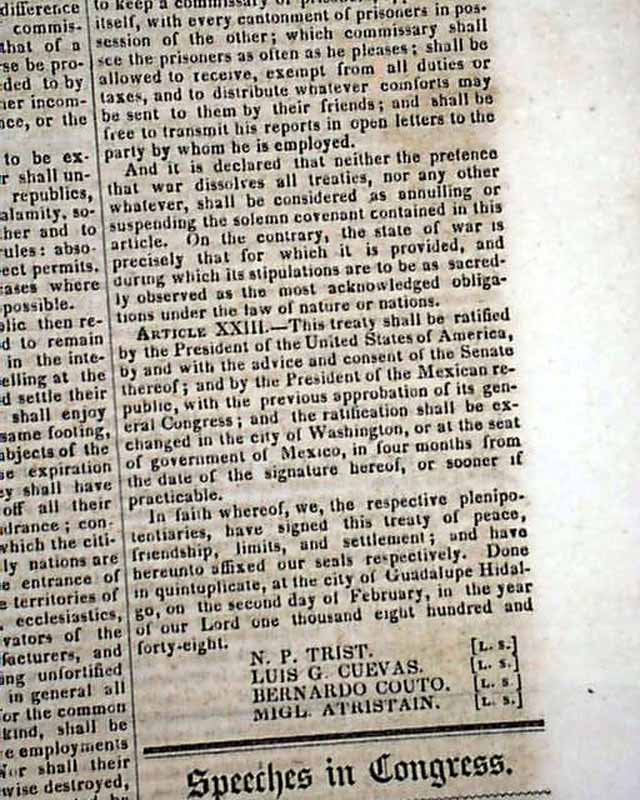 difference
commis-
that of a
be pro-
ded to by
incom-
ce, or the
to be ex-
shall un-
republics,
calamity, so-
her and to
rules: abso-
permits.
cases where
possible.
then re-
to remain
in the inte-
elling at the
settle their
shall enjoy
same footing,
subjects of the
expiration
shall have
off all their
drance; con-
which the citi-
nations are
entrance of
territories of
ecclesiastics,
vators of the
facturers, and
unfortified
in general all
for the common
kind, shall be
employments
shall their
wise destroyed,
to keep a commissary of
itself, with every cantonment of prisoners in pos-
session of the other; which commissary shall
see the prisoners as often as he pleases; shall be
allowed to receive, exempt from all duties or
taxes, and to distribute whatever comforts may
be sent to them by their friends; and shall be
free to transmit his reports in open letters to the
party by whom he is employed.
And it is declared that neither the pretence
that war dissolves all treaties, nor any other
whatever, shall be considered as annulling or
suspending the solemn covenant contained in this
article. On the contrary, the state of war is
precisely that for which it is provided, and
during which its stipulations are to be as sacred-
ly observed as the most acknowledged obliga-
tions under the law of nature or nations.
ARTICLE XXIII.—This treaty shall be ratified
by the President of the United States of America,
by and with the advice and consent of the Senate
thereof; and by the President of the Mexican re-
public, with the previous approbation of its gen-
eral Congress; and the ratification shall be ex-
changed in the city of Washington, or at the seat
of government of Mexico, in four months from
the date of the signature hereof, or sooner if
practicable.
In faith whereof, we, the respective plenipo-
tentiaries, have signed this treaty of peace,
friendship, limits, and settlement; and have
hereunto affixed our seals respectively. Done
in quintuplicate, at the city of Guadalupe Hidal-
go, on the second day of February, in the year
of our Lord one thousand eight hundred and
forty-eight.
N. P. TRIST. [L. S.]
LUIS G. CUEVAS. [L. S.]
BERNARDO COUTO. [L. S]
MIGL. ATRISTAIN. [L. S.]
Speeches in Congress.